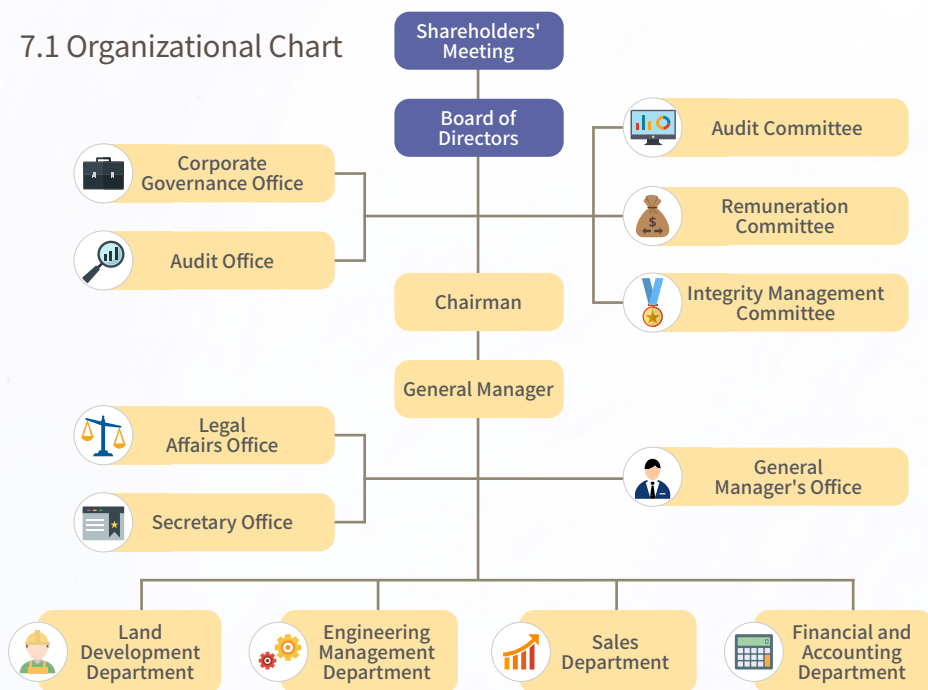 7.1 Organizational Chart
Shareholders'
Meeting
Board of
Directors
Corporate
Governance Office
Audit Office
Audit Committee
Remuneration
Committee
Integrity Management
Committee
Chairman
General Manager
Legal
Affairs Office
Secretary Office
General
Manager's Office
Land
Development
Department
Engineering
Management
Department
Sales
Department
Financial and
Accounting
Department